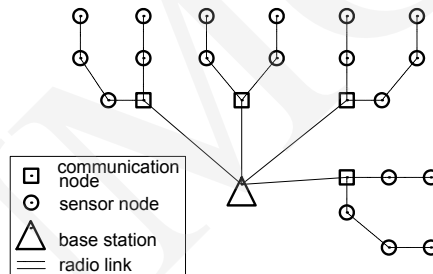 communication
node
sensor node
base station
radio link